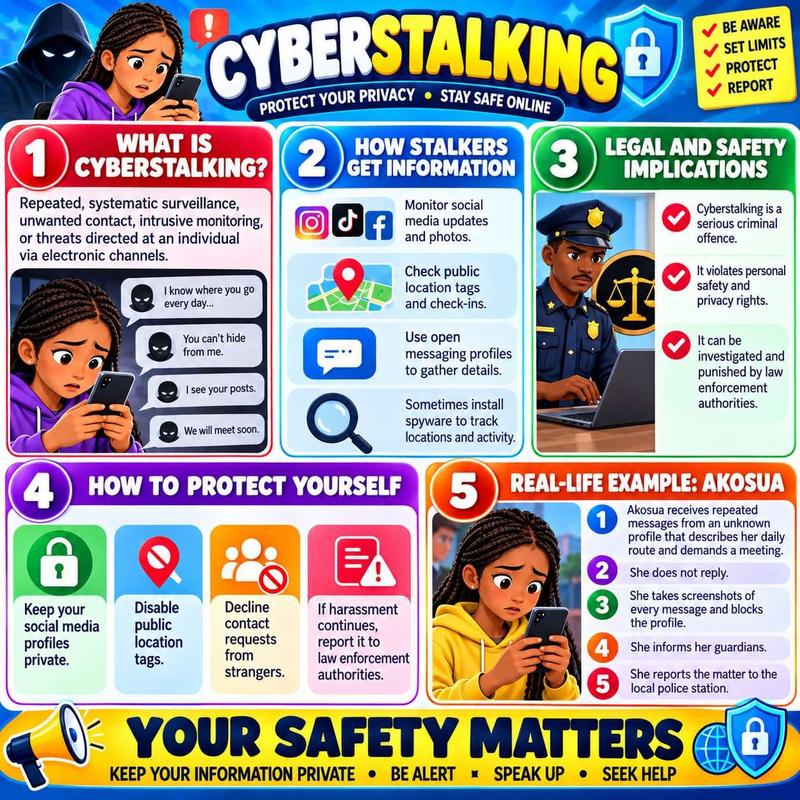 CYBERSTALKING
PROTECT YOUR PRIVACY • STAY SAFE ONLINE
BE AWARE
SET LIMITS
PROTECT
REPORT
1
WHAT IS
CYBERSTALKING?
Repeated, systematic surveillance,
unwanted contact, intrusive monitoring,
or threats directed at an individual
via electronic channels.
I know where you go
every day...
You can't hide
from me.
I see your posts.
We will meet soon.
2
HOW STALKERS
GET INFORMATION
Monitor social
media updates
and photos.
Check public
location tags
and check-ins.
Use open
messaging profiles
to gather details.
Sometimes install
spyware to track
locations and activity.
3
LEGAL AND SAFETY
IMPLICATIONS
Cyberstalking is a
serious criminal
offence.
It violates personal
safety and
privacy rights.
It can be
investigated and
punished by law
enforcement
authorities.
4
HOW TO PROTECT YOURSELF
Keep your
social media
profiles
private.
Disable
public
location
tags.
Decline
contact
requests
from
strangers.
If harassment
continues,
report it to
law enforcement
authorities.
5
REAL-LIFE EXAMPLE: AKOSUA
1
Akosua receives repeated
messages from an unknown
profile that describes her daily
route and demands a meeting.
2
She does not reply.
3
She takes screenshots of
every message and blocks
the profile.
4
She informs her guardians.
5
She reports the matter to the
local police station.
YOUR SAFETY MATTERS
KEEP YOUR INFORMATION PRIVATE • BE ALERT • SPEAK UP • SEEK HELP